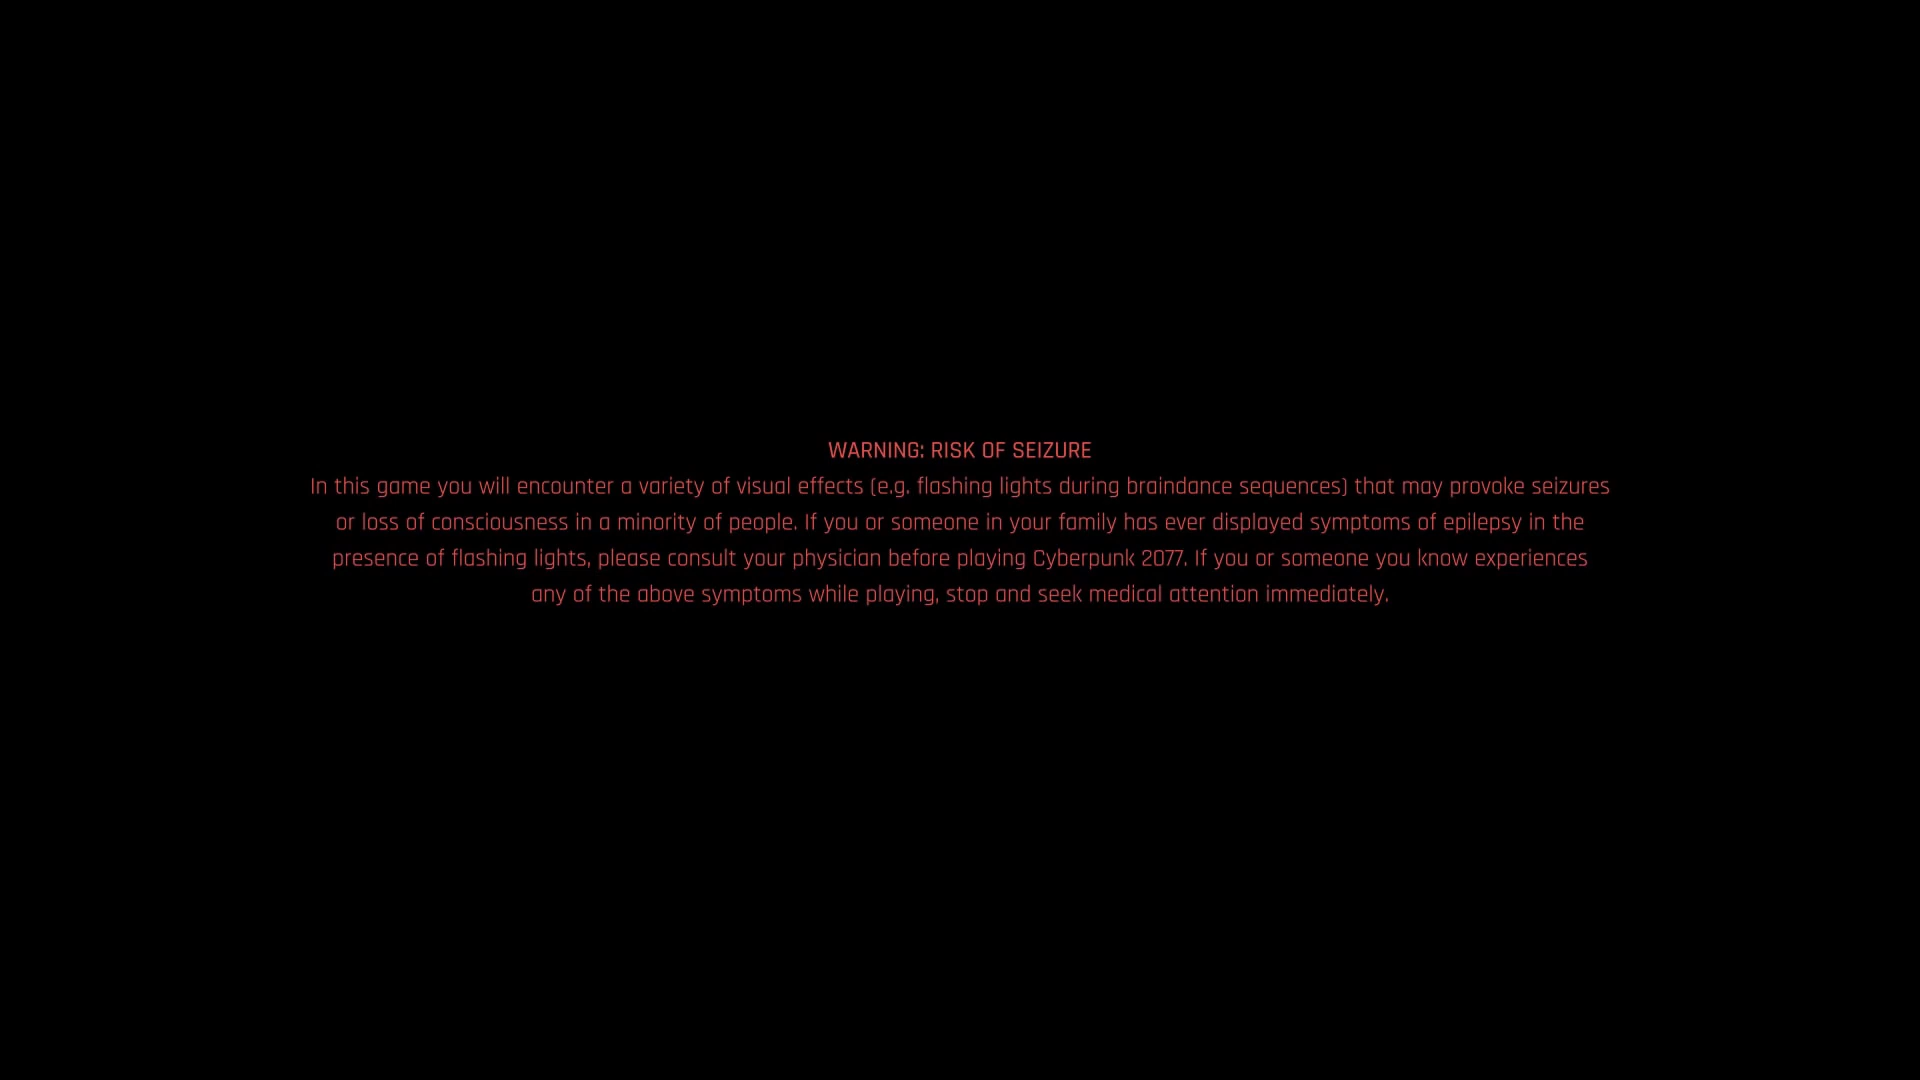 WARNING: RISK OF SEIZURE
In this game you will encounter a variety of visual effects (e.g. flashing lights during braindance sequences) that may provoke seizures
or loss of consciousness in a minority of people. If you or someone in your family has ever displayed symptoms of epilepsy in the
presence of flashing lights, please consult your physician before playing Cyberpunk 2077. If you or someone you know experiences
any of the above symptoms while playing, stop and seek medical attention immediately.